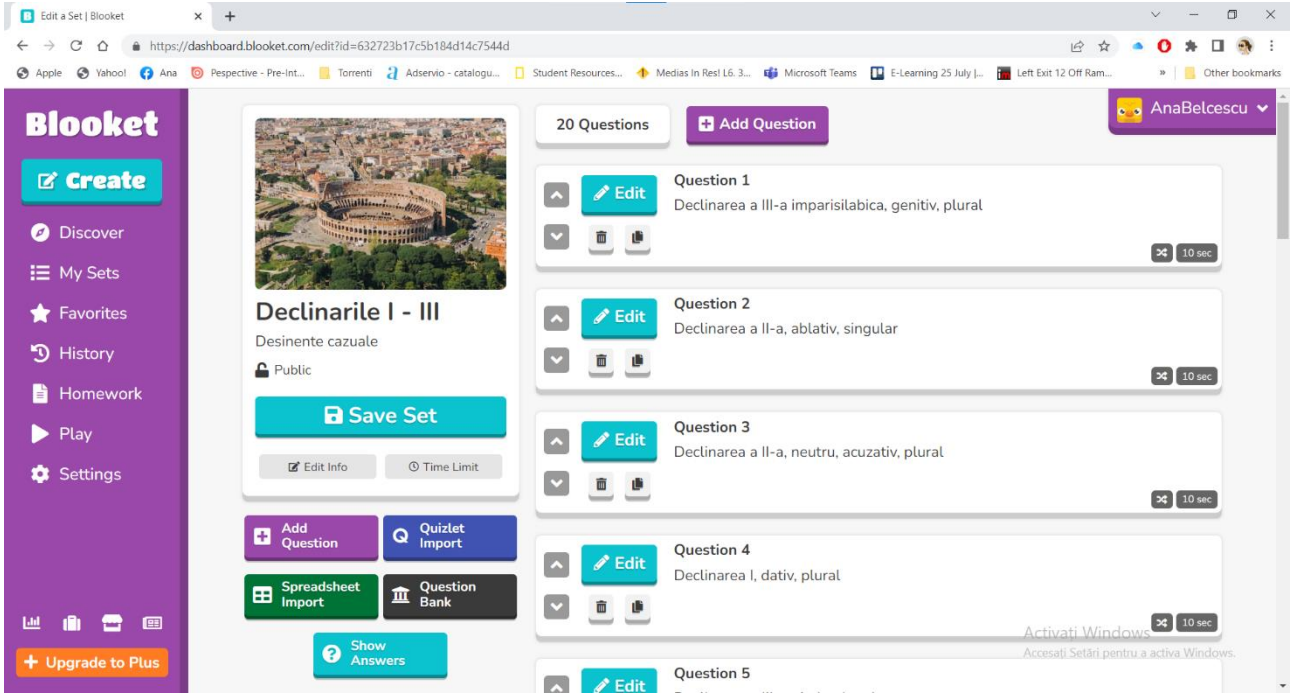 Edit a Set | Blooket
https://dashboard.blooket.com/edit?id=632723b17c5b184d14c7544d
Apple
Yahoo!
Ana
Pespective - Pre-Int...
Torrenti
Adservio - catalogu...
Student Resources...
Medias In Res! L6. 3...
Microsoft Teams
E-Learning 25 July |...
Left Exit 12 Off Ram...
»
Other bookmarks
Blooket
Create
Discover
My Sets
Favorites
History
Homework
Play
Settings
+ Upgrade to Plus
Declinarile I - III
Desinente cazuale
Public
Save Set
Edit Info
Time Limit
Add
Question
Q Quizlet
Import
Spreadsheet
Import
Question
Bank
? Show
Answers
20 Questions
Add Question
AnaBelcescu
Edit
Question 1
Declinarea a III-a imparisilabica, genitiv, plural
10 sec
Edit
Question 2
Declinarea a II-a, ablativ, singular
10 sec
Edit
Question 3
Declinarea a II-a, neutru, acuzativ, plural
10 sec
Edit
Question 4
Declinarea I, dativ, plural
10 sec
Activați Windows
Accesați Setări pentru a activa Windows.
Edit
Question 5